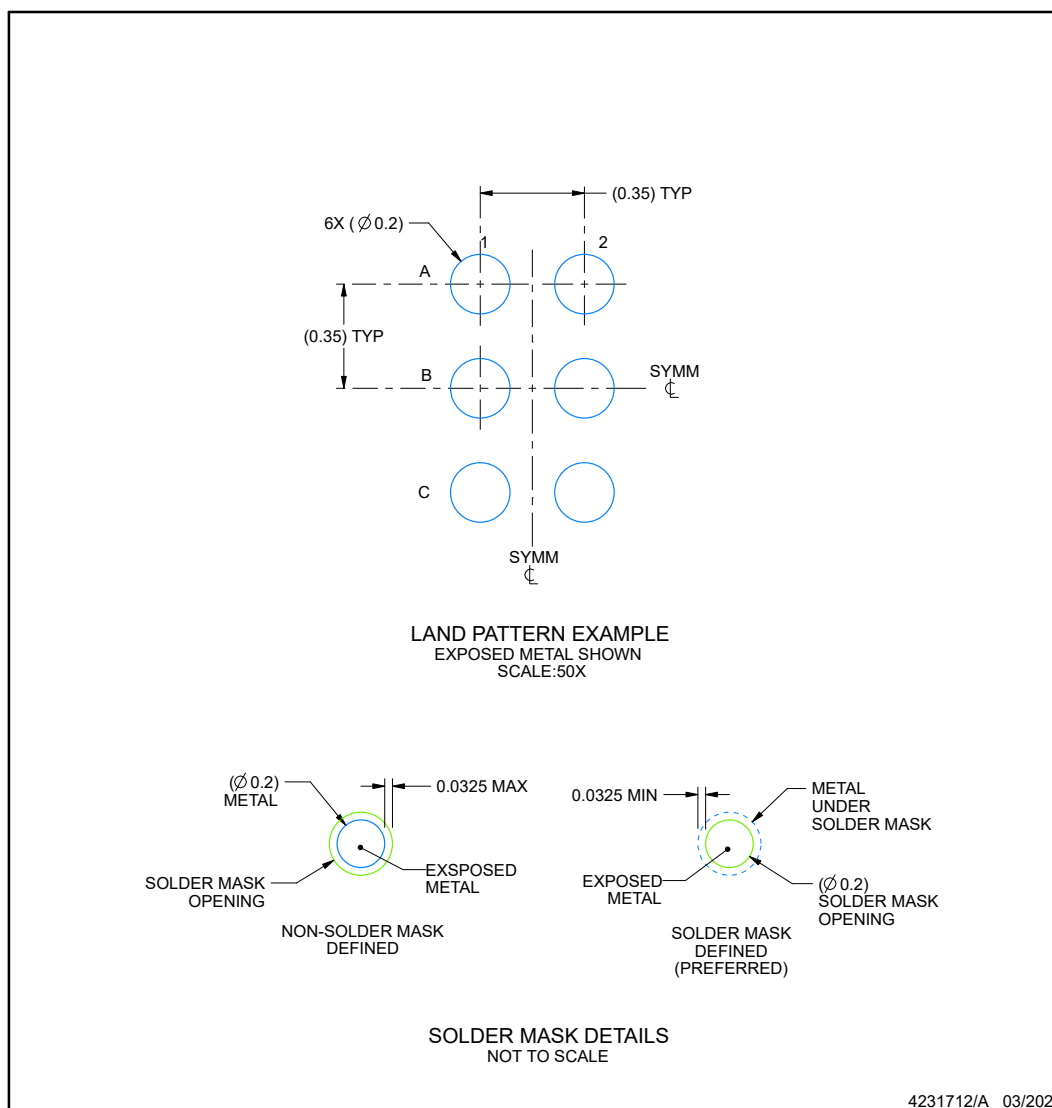 (0.35) TYP
6X ( Ø 0.2)
1
2
A
(0.35) TYP
B
SYMM
℄
C
SYMM
℄
LAND PATTERN EXAMPLE
EXPOSED METAL SHOWN
SCALE:50X
(Ø 0.2)
METAL
0.0325 MAX
SOLDER MASK
OPENING
EXSPOSED
METAL
NON-SOLDER MASK
DEFINED
0.0325 MIN
METAL
UNDER
SOLDER MASK
EXPOSED
METAL
(Ø 0.2)
SOLDER MASK
OPENING
SOLDER MASK
DEFINED
(PREFERRED)
SOLDER MASK DETAILS
NOT TO SCALE
4231712/A 03/202